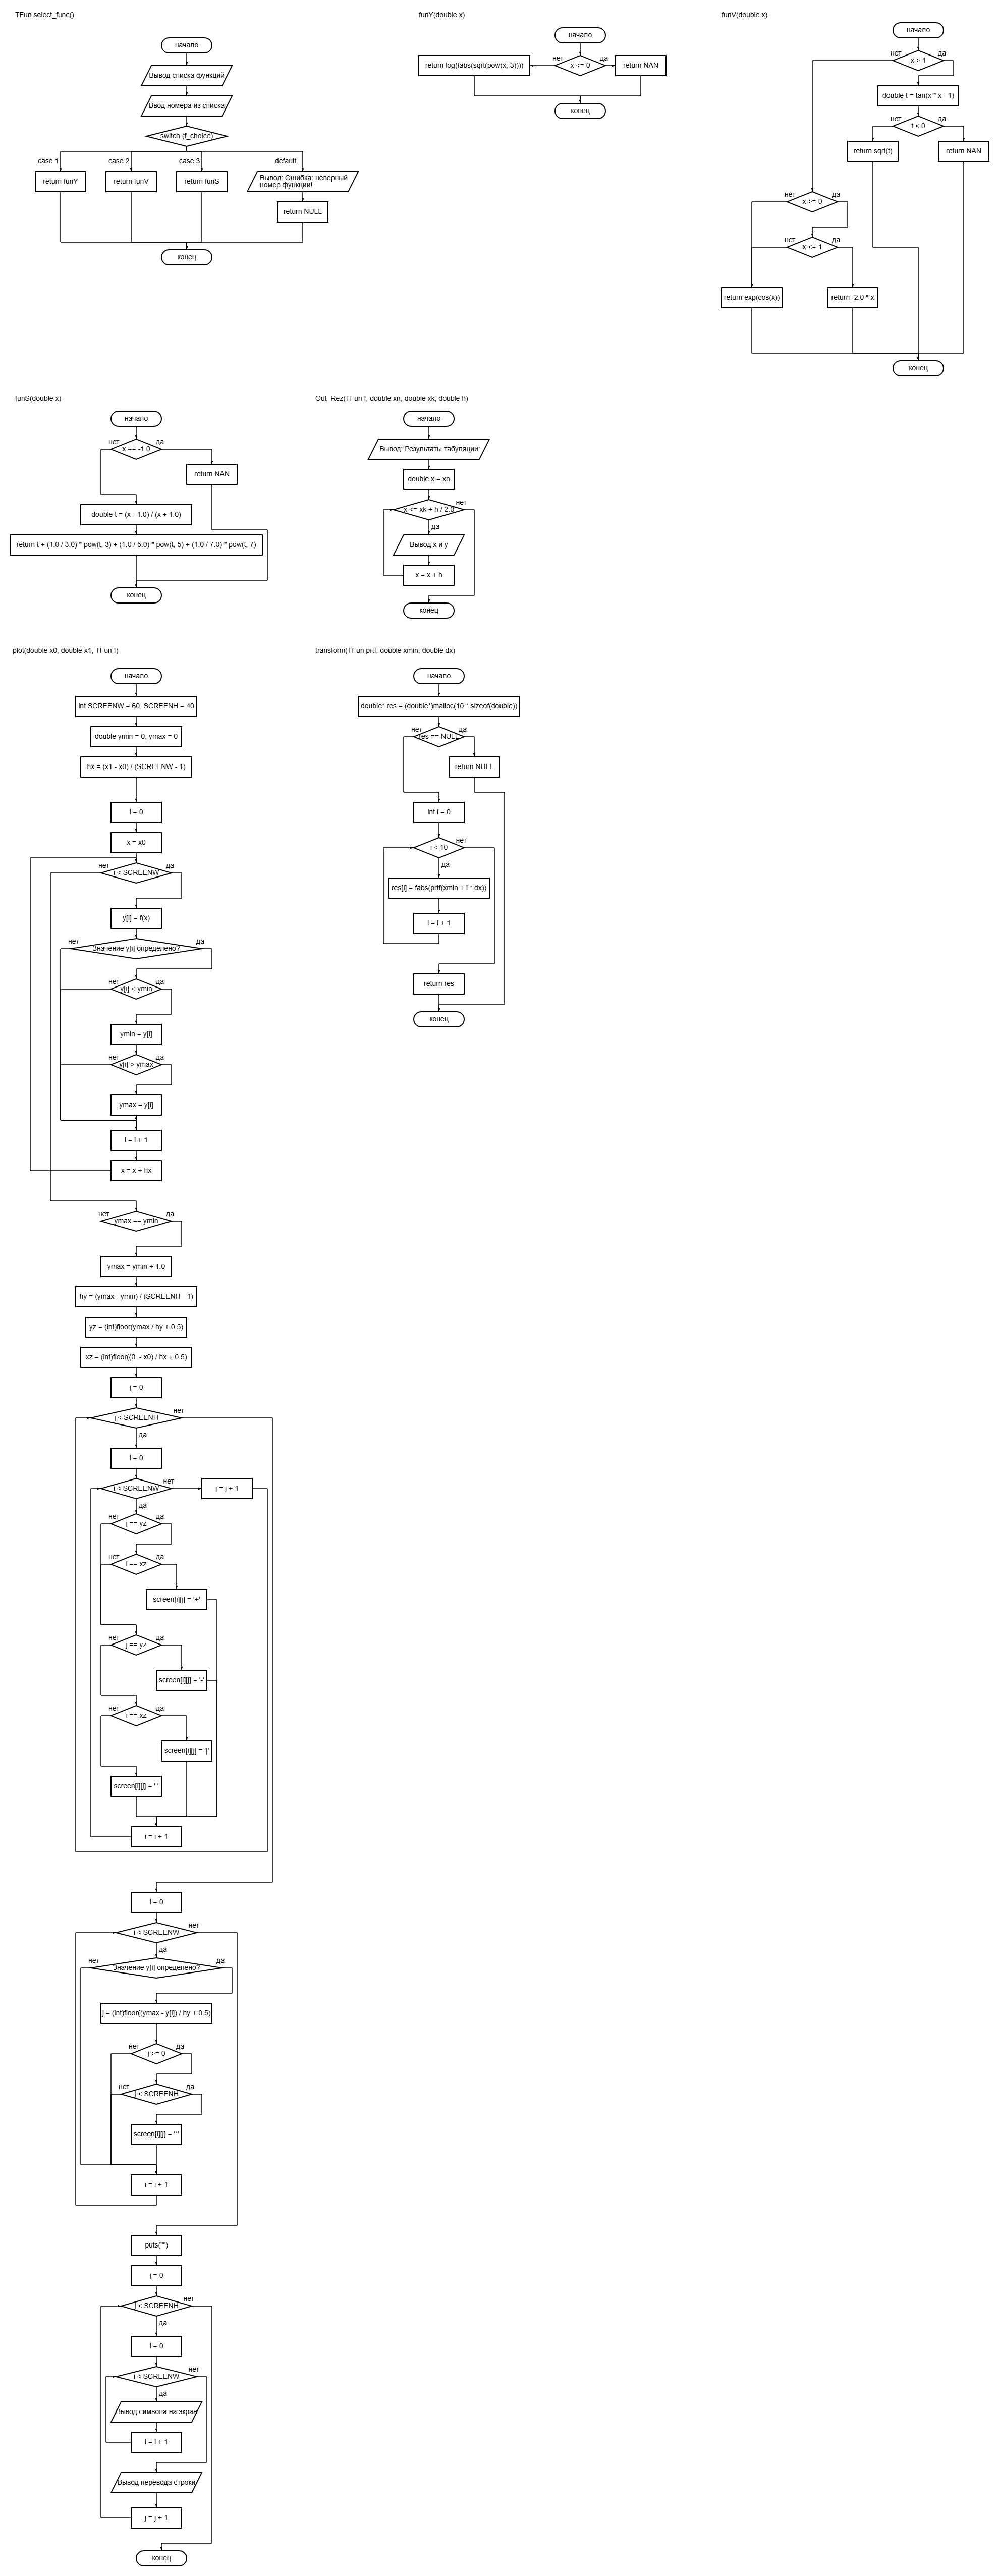 TFun select_func()
начало
Вывод списка функций
Ввод номера из списка
switch (f_choice)
case 1
case 2
case 3
default
return funY
return funV
return funS
Вывод: Ошибка: неверный
номер функции!
return NULL
конец
funY(double x)
начало
нет
x <= 0
да
return log(fabs(sqrt(pow(x, 3))))
return NAN
конец
funV(double x)
начало
нет
x > 1
да
double t = tan(x * x - 1)
нет
t < 0
да
return sqrt(t)
return NAN
нет
x >= 0
да
нет
x <= 1
да
return exp(cos(x))
return -2.0 * x
конец
funS(double x)
начало
нет
x == -1.0
да
return NAN
double t = (x - 1.0) / (x + 1.0)
return t + (1.0 / 3.0) * pow(t, 3) + (1.0 / 5.0) * pow(t, 5) + (1.0 / 7.0) * pow(t, 7)
конец
Out_Rez(TFun f, double xn, double xk, double h)
начало
Вывод: Результаты табуляции:
double x = xn
x <= xk + h / 2.0
нет
да
Вывод x и y
x = x + h
конец
plot(double x0, double x1, TFun f)
начало
int SCREENW = 60, SCREENH = 40
double ymin = 0, ymax = 0
hx = (x1 - x0) / (SCREENW - 1)
i = 0
x = x0
нет
i < SCREENW
да
y[i] = f(x)
нет
Значение y[i] определено?
да
нет
y[i] < ymin
да
ymin = y[i]
нет
y[i] > ymax
да
ymax = y[i]
i = i + 1
x = x + hx
нет
ymax == ymin
да
ymax = ymin + 1.0
hy = (ymax - ymin) / (SCREENH - 1)
yz = (int)floor(ymax / hy + 0.5)
xz = (int)floor((0. - x0) / hx + 0.5)
j = 0
j < SCREENH
нет
да
i = 0
i < SCREENW
нет
j = j + 1
да
нет
j == yz
да
нет
i == xz
да
screen[i][j] = '+'
нет
j == yz
да
screen[i][j] = '-'
нет
i == xz
да
screen[i][j] = '|'
screen[i][j] = ' '
i = i + 1
i = 0
i < SCREENW
нет
да
нет
Значение y[i] определено?
да
j = (int)floor((ymax - y[i]) / hy + 0.5)
нет
j >= 0
да
нет
j < SCREENH
да
screen[i][j] = '*'
i = i + 1
puts("")
j = 0
j < SCREENH
нет
да
i = 0
i < SCREENW
нет
да
Вывод символа на экран
i = i + 1
Вывод перевода строки
j = j + 1
конец
transform(TFun prtf, double xmin, double dx)
начало
double* res = (double*)malloc(10 * sizeof(double))
нет
res == NULL
да
return NULL
int i = 0
i < 10
нет
да
res[i] = fabs(prtf(xmin + i * dx))
i = i + 1
return res
конец